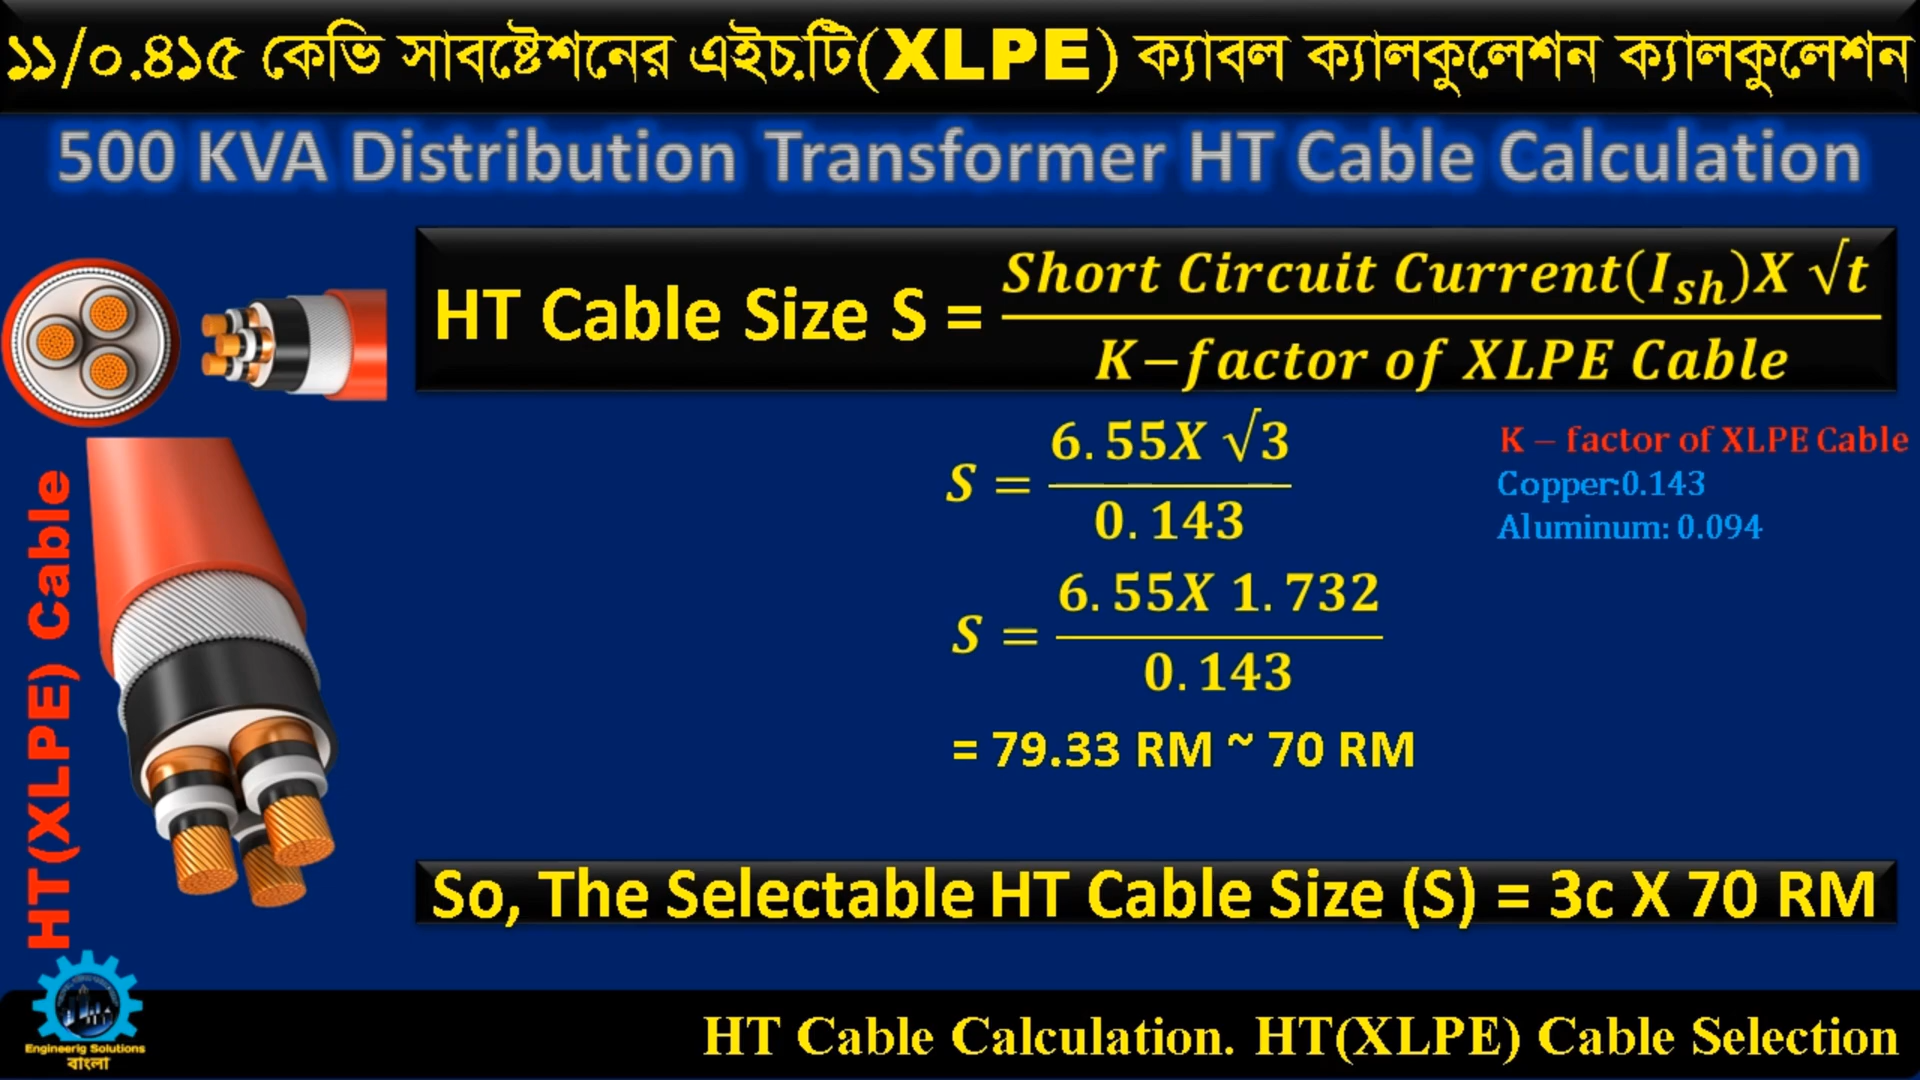 ১১/০.৪১৫ কেভি সাবষ্টেশনের এইচ.টি(XLPE) ক্যাবল ক্যালকুলেশন ক্যালকুলেশন
500 KVA Distribution Transformer HT Cable Calculation
HT Cable Size S = Short Circuit Current(I_sh)X √t / K−factor of XLPE Cable
S = 6.55X √3 / 0.143
K − factor of XLPE Cable
Copper:0.143
Aluminum: 0.094
S = 6.55X 1.732 / 0.143
= 79.33 RM ~ 70 RM
HT(XLPE) Cable
So, The Selectable HT Cable Size (S) = 3c X 70 RM
Engineerig Solutions
বাংলা
HT Cable Calculation. HT(XLPE) Cable Selection